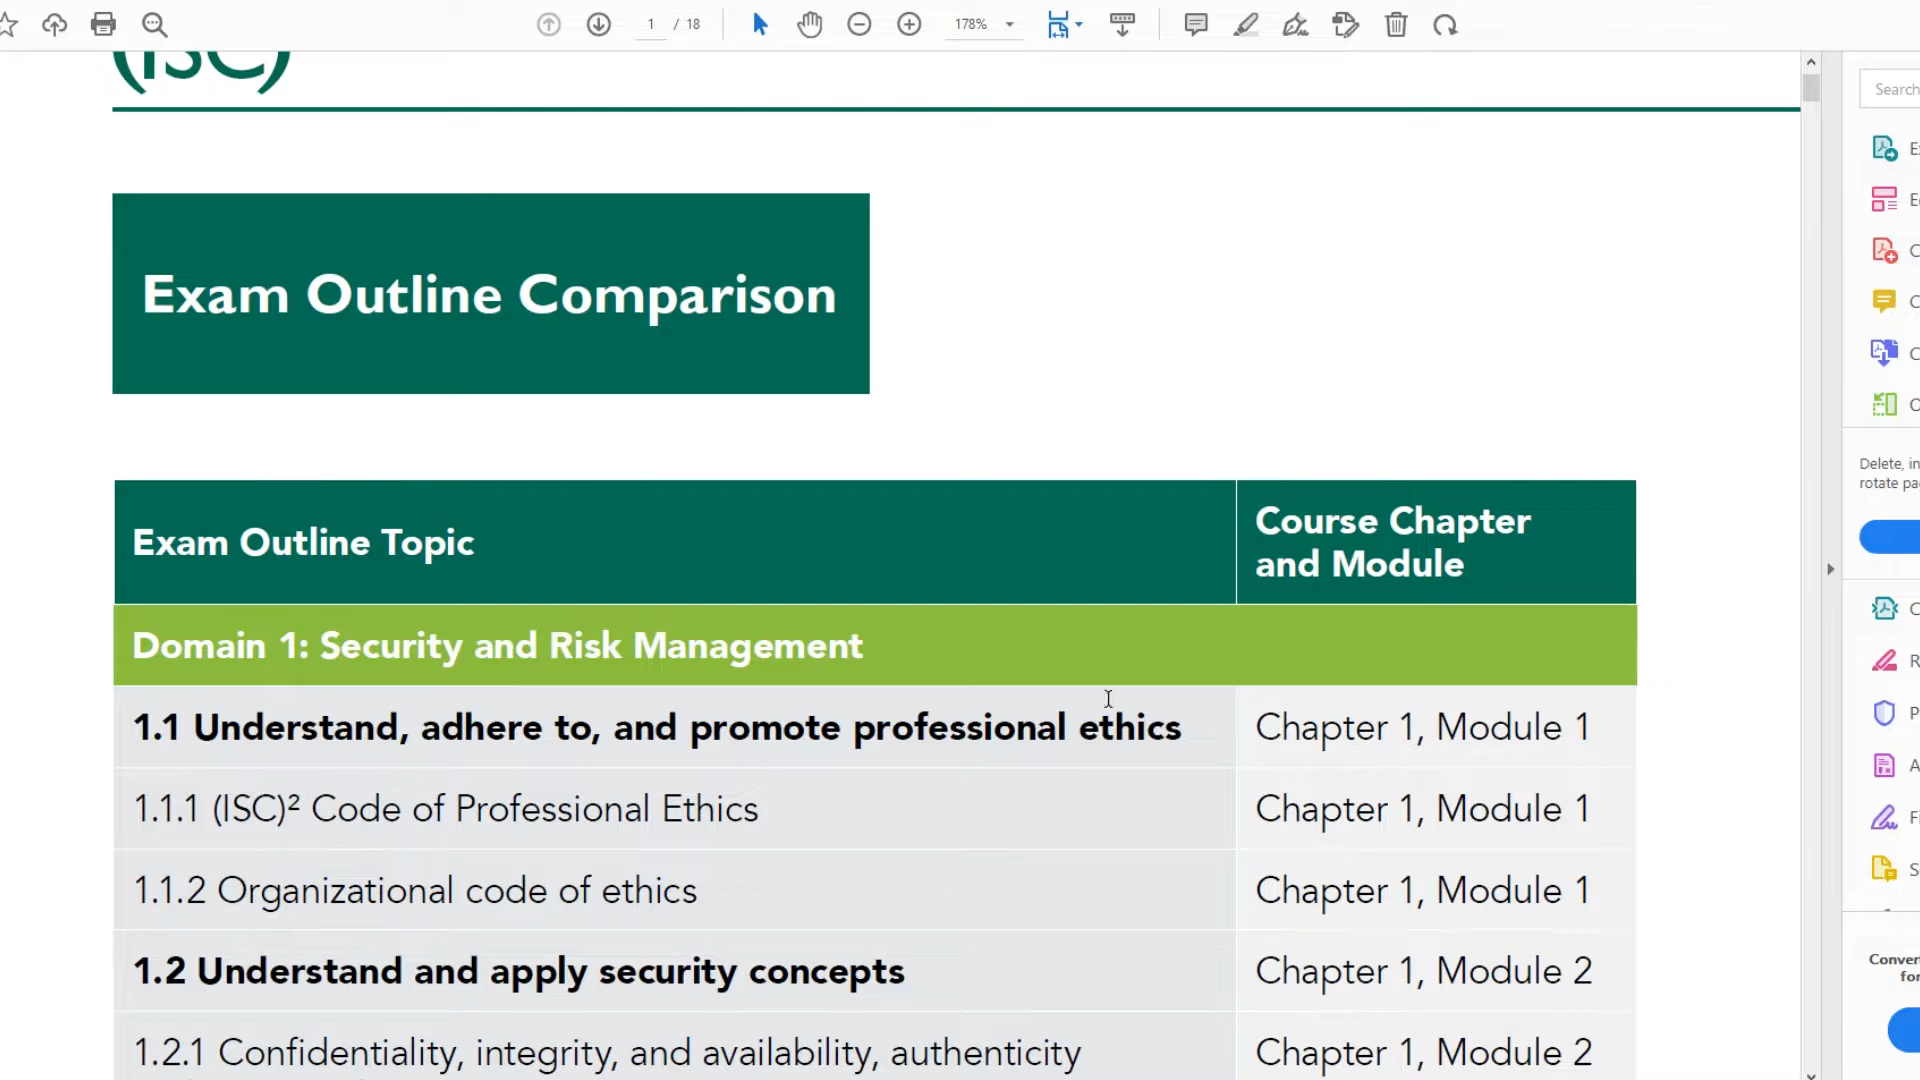 1 / 18
178%
(ISC)
Search
Exam Outline Comparison
Exam Outline Topic
Course Chapter
and Module
Domain 1: Security and Risk Management
1.1 Understand, adhere to, and promote professional ethics
Chapter 1, Module 1
1.1.1 (ISC)² Code of Professional Ethics
Chapter 1, Module 1
1.1.2 Organizational code of ethics
Chapter 1, Module 1
1.2 Understand and apply security concepts
Chapter 1, Module 2
1.2.1 Confidentiality, integrity, and availability, authenticity
Chapter 1, Module 2
Delete, in
rotate pa
Conver
for